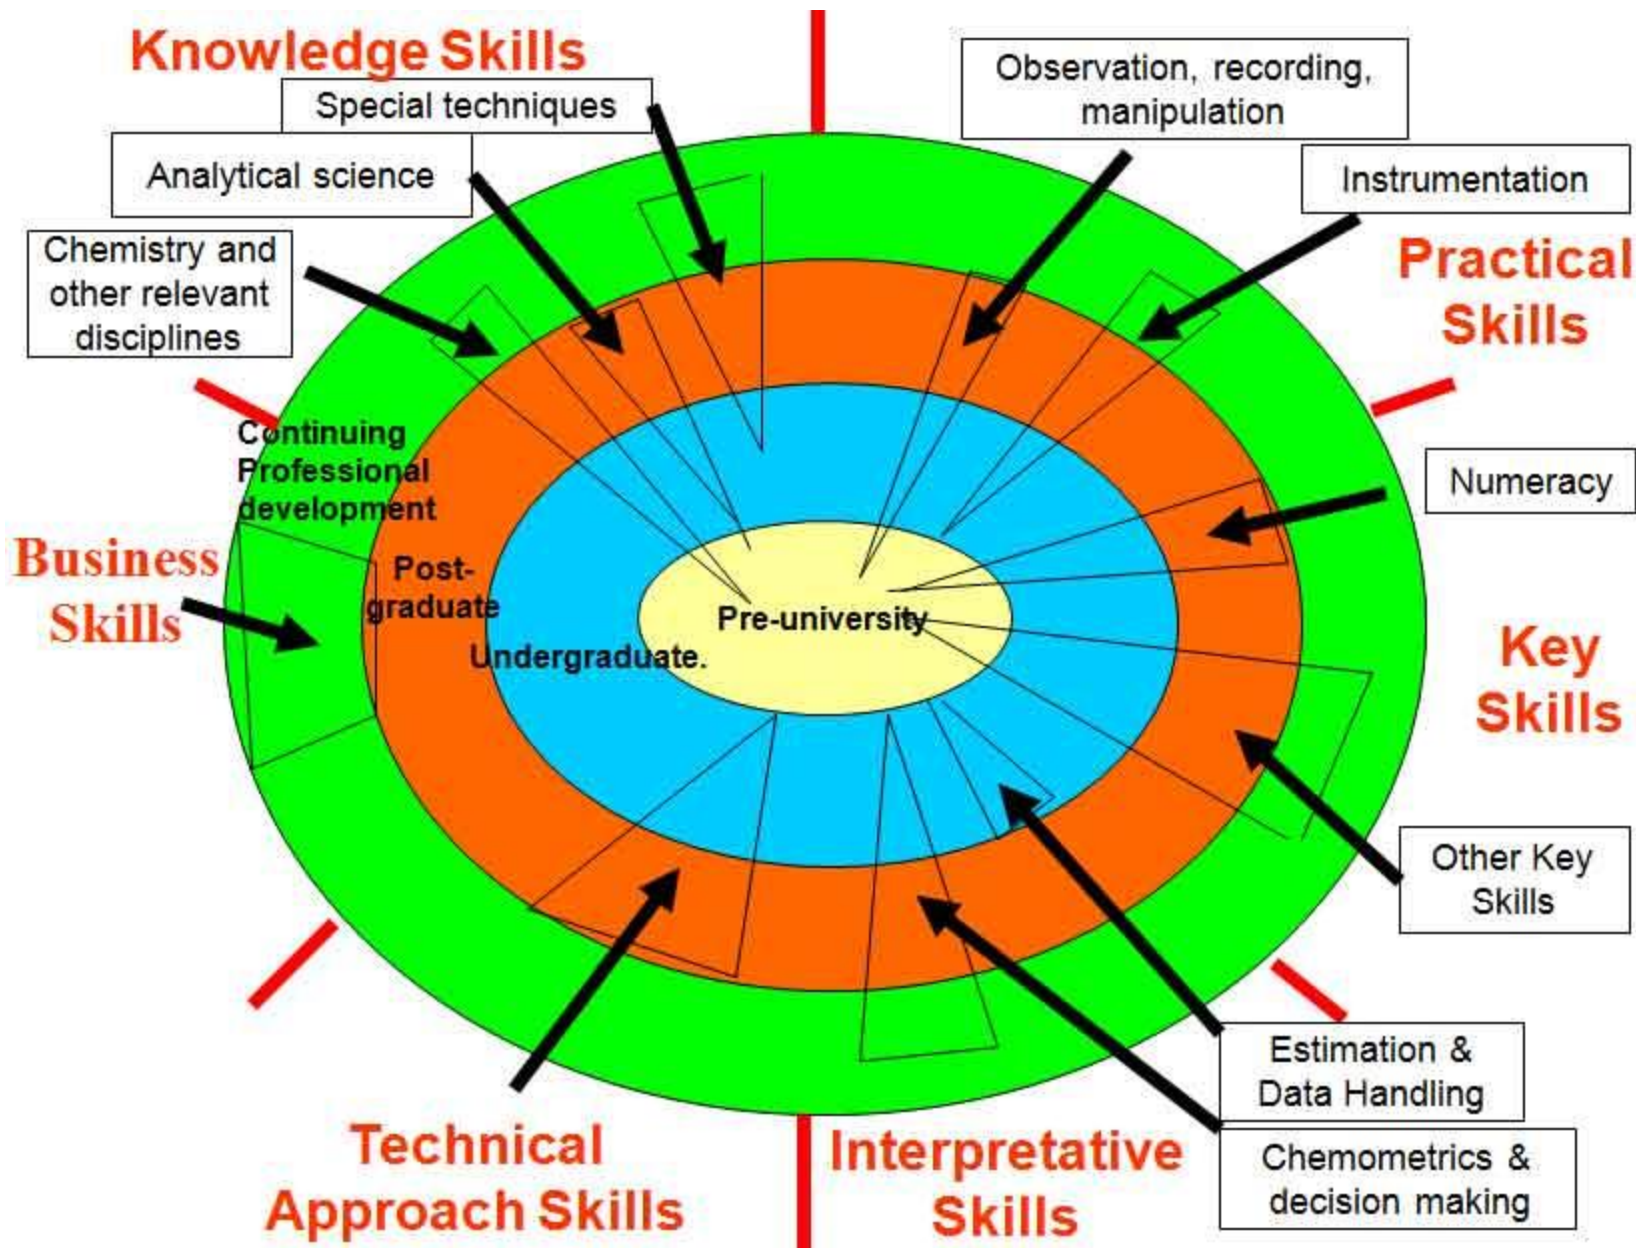 Knowledge Skills
Special techniques
Analytical science
Chemistry and
other relevant
disciplines
Observation, recording,
manipulation
Instrumentation
Practical
Skills
Numeracy
Continuing
Professional
development
Business
Skills
Post-
graduate
Undergraduate.
Pre-university
Key
Skills
Other Key
Skills
Estimation &
Data Handling
Chemometrics &
decision making
Technical
Approach Skills
Interpretative
Skills